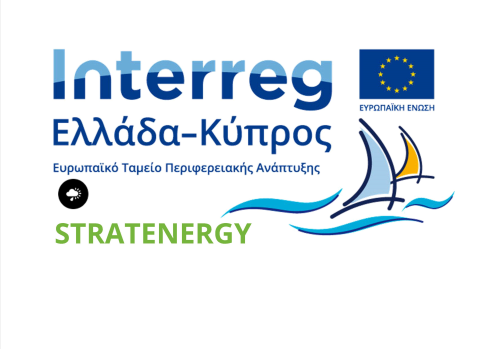 Interreg
ΕΥΡΩΠΑΪΚΗ ΕΝΩΣΗ
Ελλάδα-Κύπρος
Ευρωπαϊκό Ταμείο Περιφερειακής Ανάπτυξης
STRATENERGY